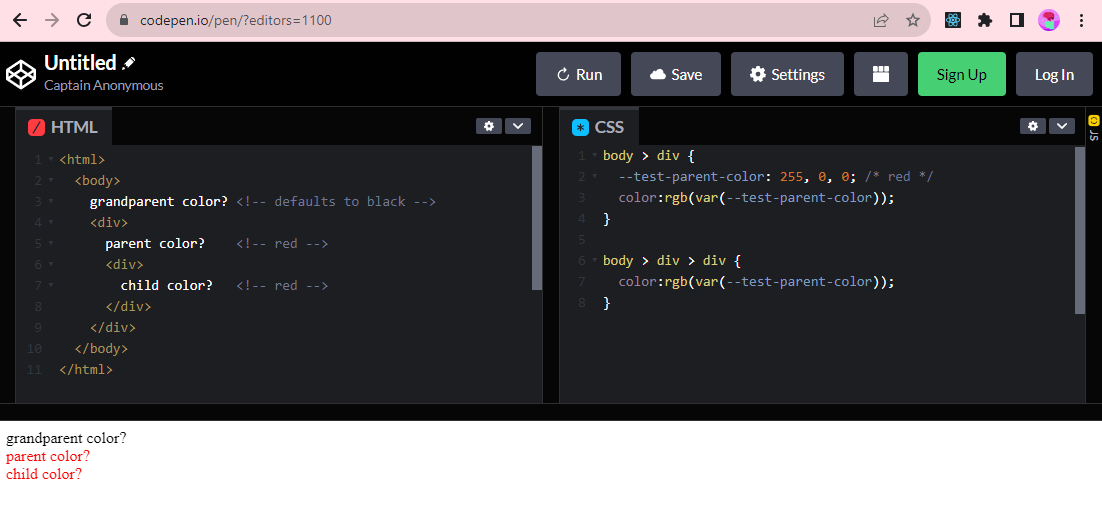 codepen.io/pen/?editors=1100
Untitled
Captain Anonymous
Run
Save
Settings
Sign Up
Log In
HTML
1 <html>
2 <body>
3 grandparent color? <!-- defaults to black -->
4 <div>
5 parent color? <!-- red -->
6 <div>
7 child color? <!-- red -->
8 </div>
9 </div>
10 </body>
11 </html>
CSS
1 body > div {
2 --test-parent-color: 255, 0, 0; /* red */
3 color:rgb(var(--test-parent-color));
4 }
5
6 body > div > div {
7 color:rgb(var(--test-parent-color));
8 }
JS
grandparent color?
parent color?
child color?